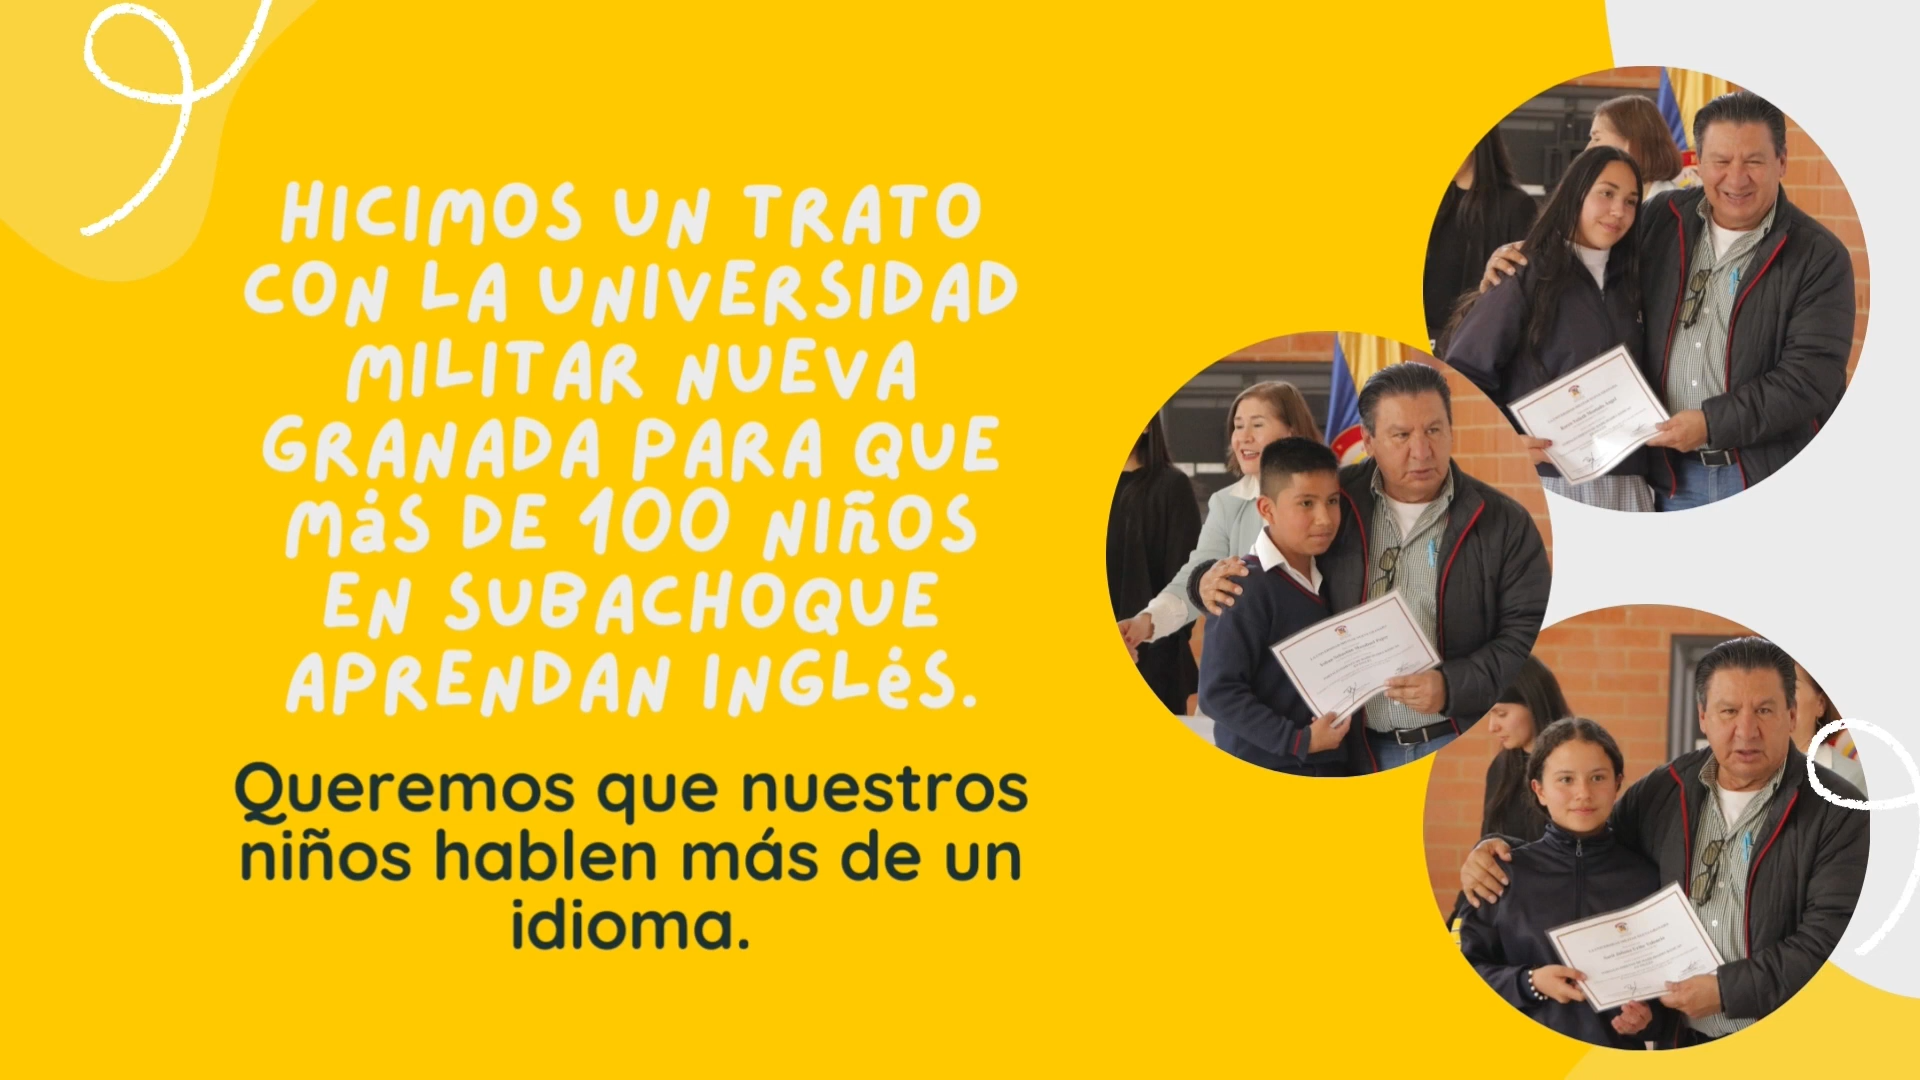 HICIMOS UN TRATO
CON LA UNIVERSIDAD
MILITAR NUEVA
GRANADA PARA QUE
MáS DE 100 NIñOS
EN SUBACHOQUE
APRENDAN INGLéS.
Queremos que nuestros
niños hablen más de un
idioma.